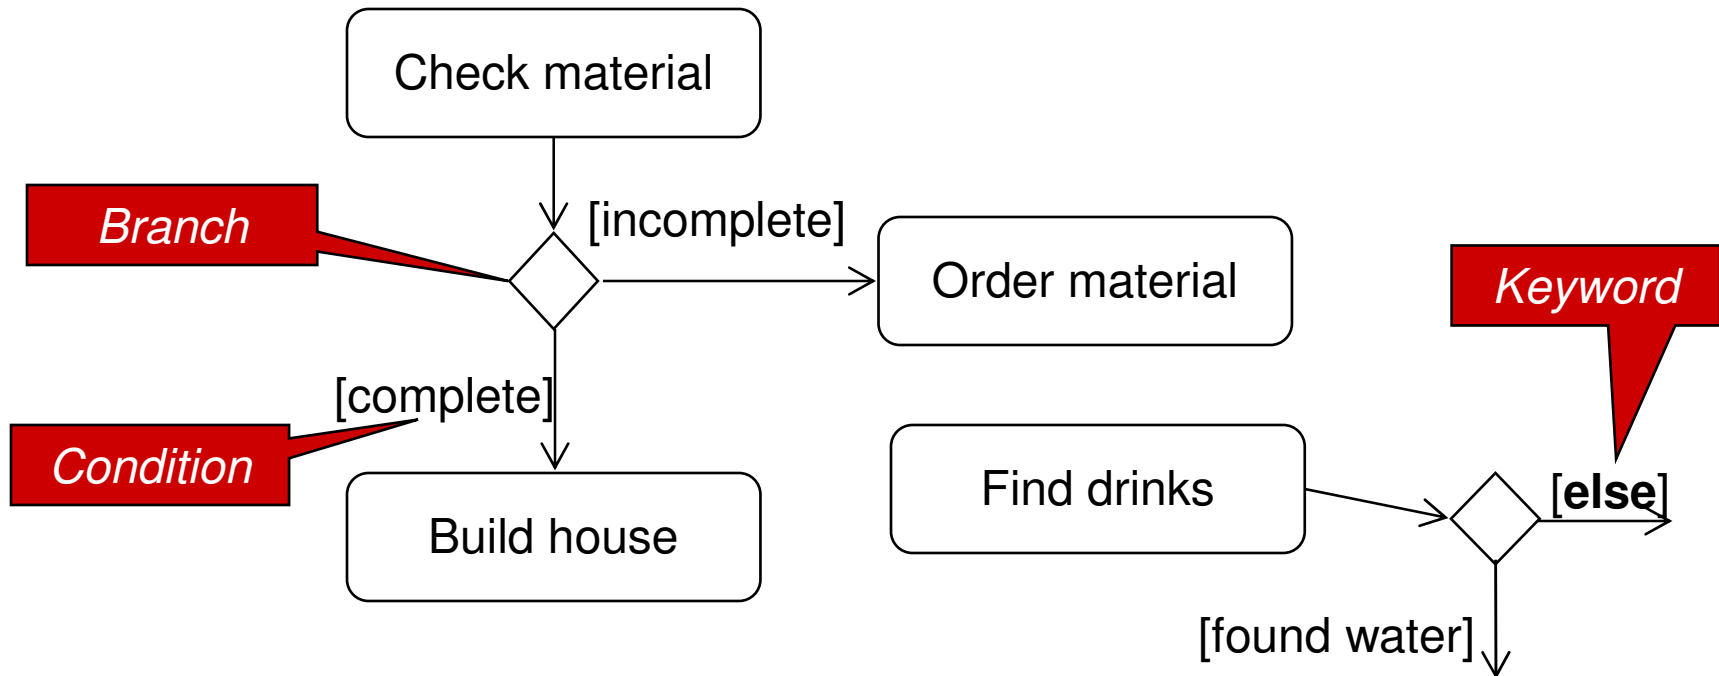 Check material
Branch
[incomplete]
Order material
Keyword
[complete]
Condition
Find drinks
[else]
Build house
[found water]